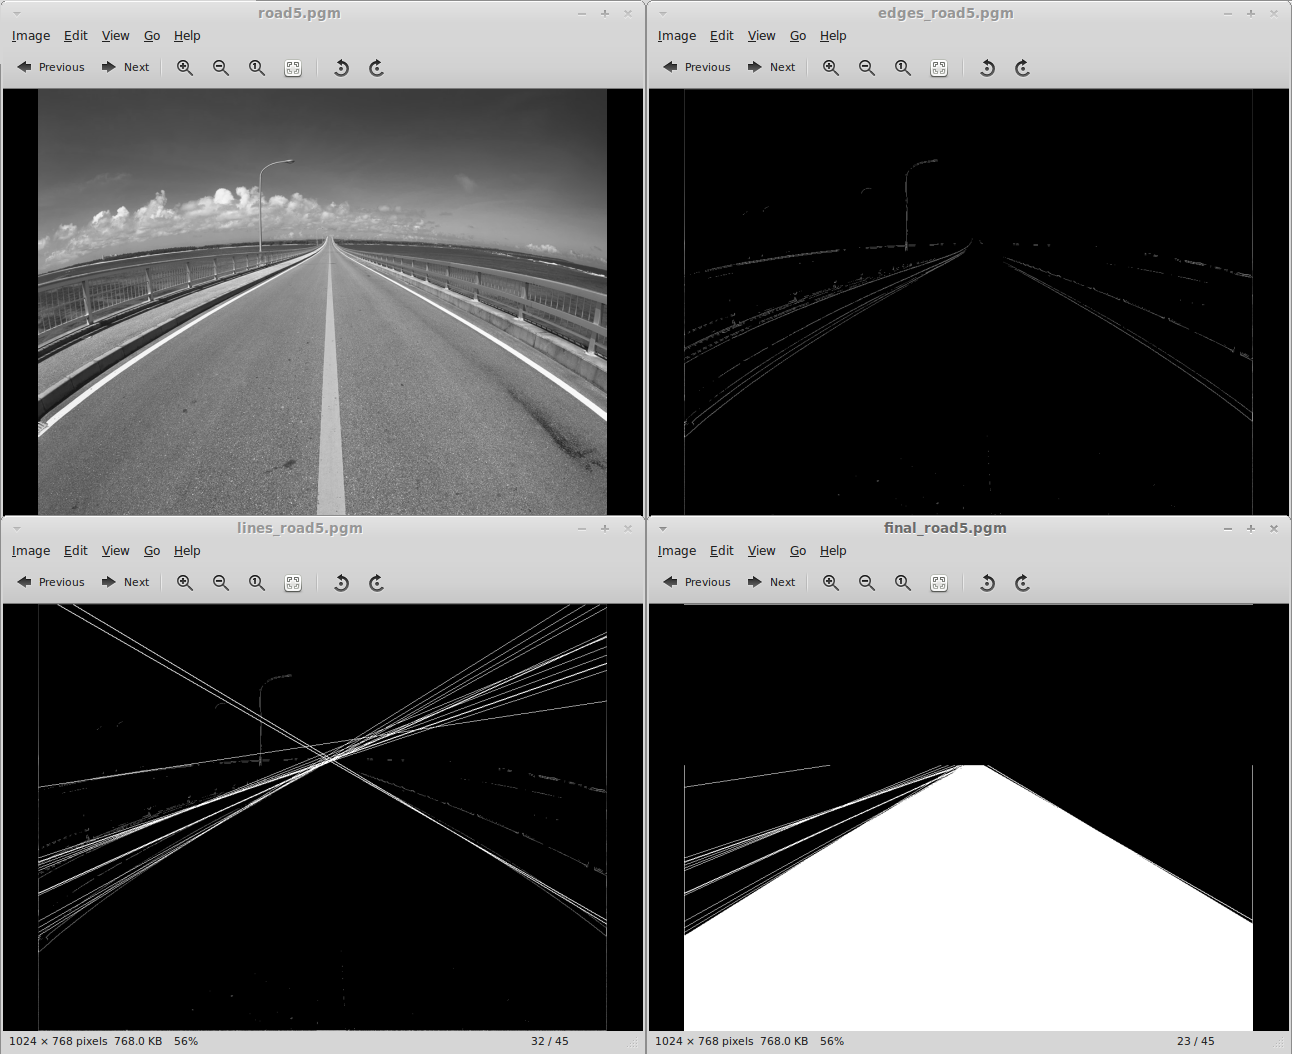 road5.pgm
Image Edit View Go Help
Previous Next
edges_road5.pgm
Image Edit View Go Help
Previous Next
lines_road5.pgm
Image Edit View Go Help
Previous Next
1024 × 768 pixels 768.0 KB 56% 32 / 45
final_road5.pgm
Image Edit View Go Help
Previous Next
1024 × 768 pixels 768.0 KB 56% 23 / 45